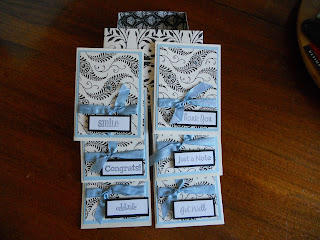 smile
Thank You
Congrats!
Just a Note
celebrate
Get Well